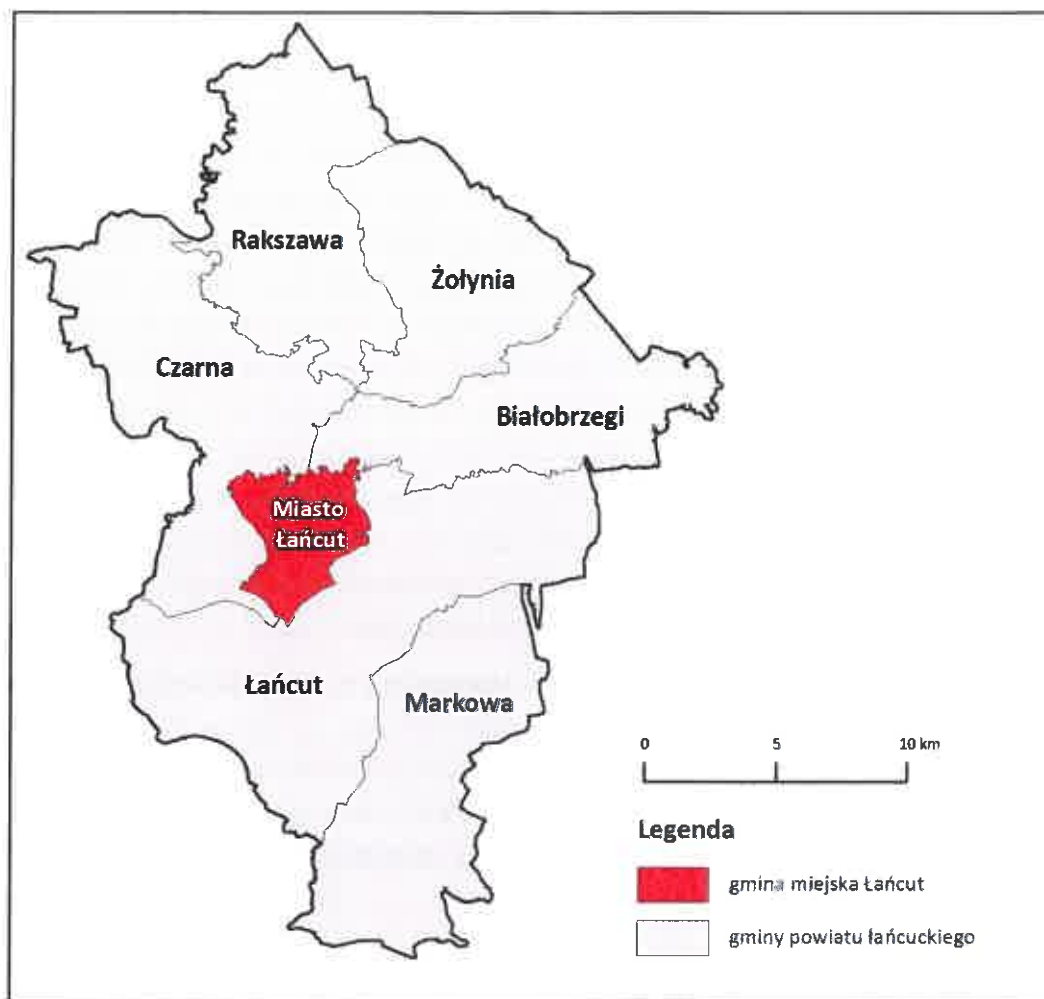 Rakszawa
Żołynia
Czarna
Białobrzegi
Miasto
Łańcut
Łańcut
Markowa
0 5 10 km
Legenda
gmina miejska Łańcut
gminy powiatu łańcuckiego